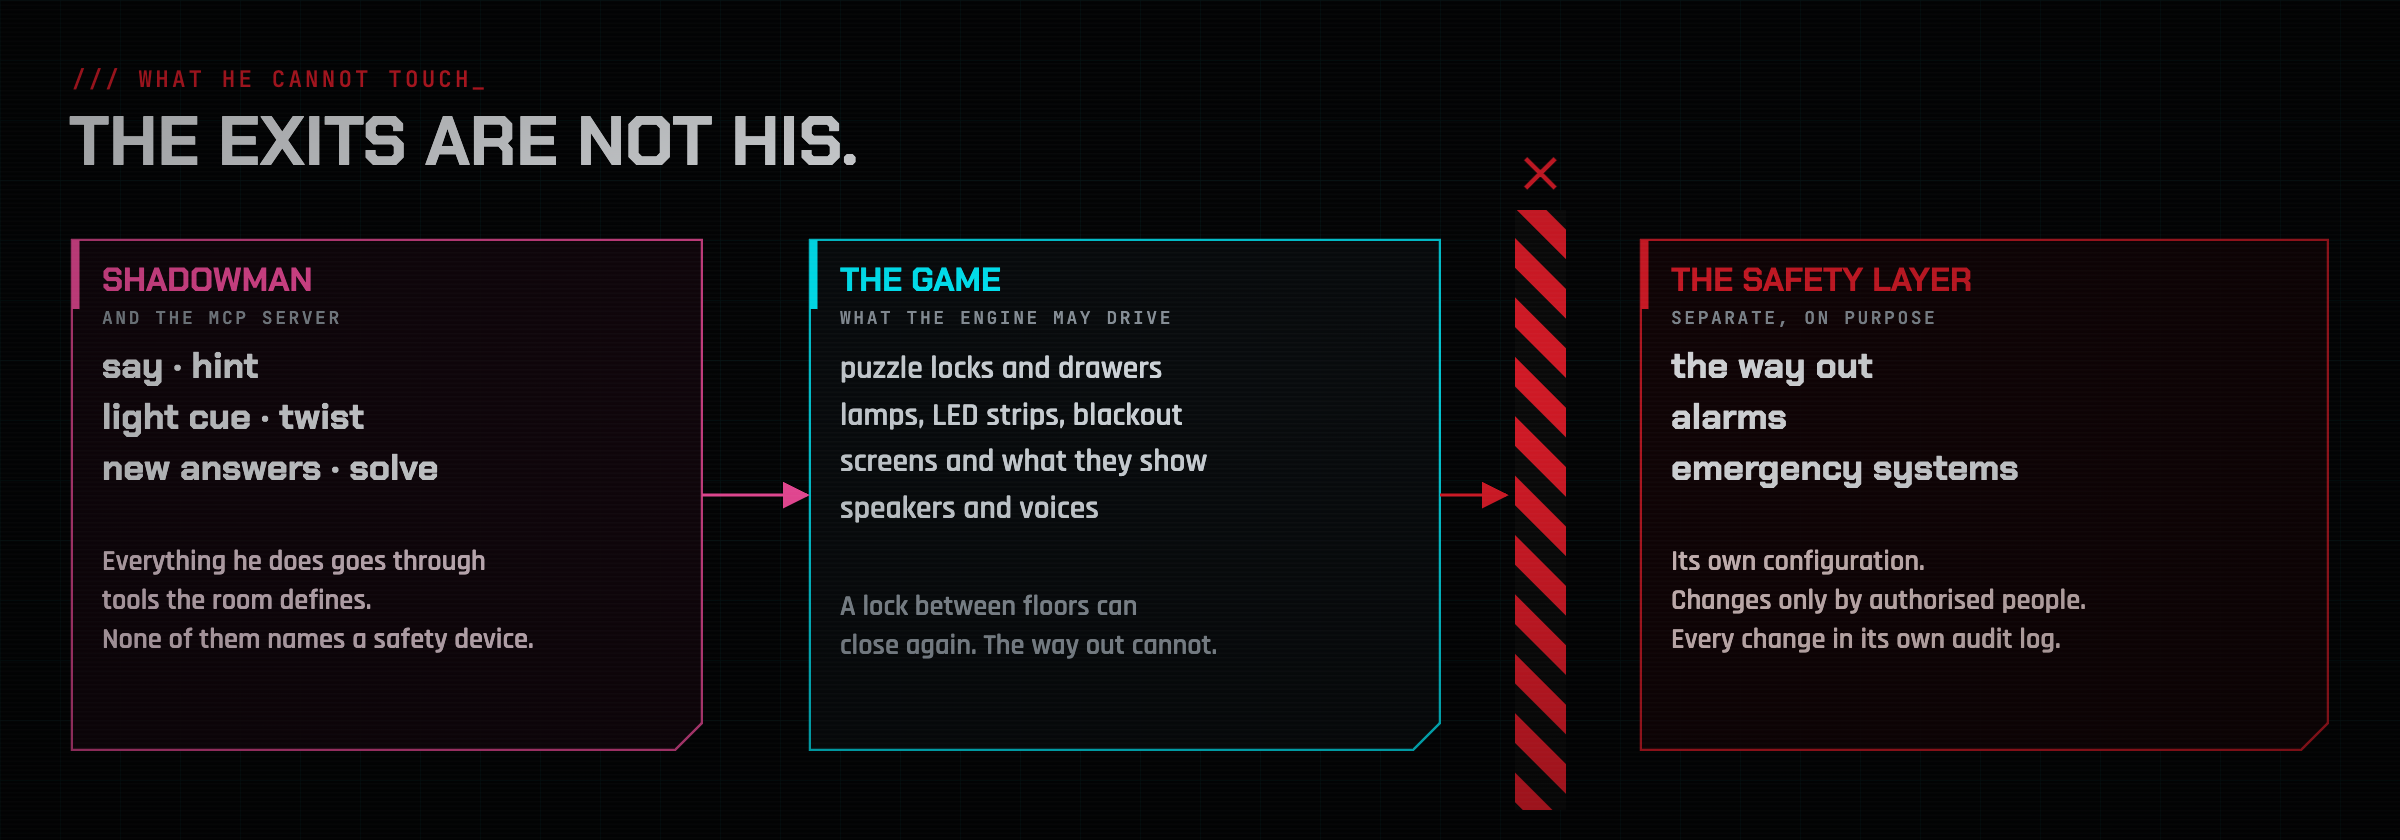 /// WHAT HE CANNOT TOUCH_
THE EXITS ARE NOT HIS.
SHADOWMAN
AND THE MCP SERVER
say · hint
light cue · twist
new answers · solve
Everything he does goes through
tools the room defines.
None of them names a safety device.
THE GAME
WHAT THE ENGINE MAY DRIVE
puzzle locks and drawers
lamps, LED strips, blackout
screens and what they show
speakers and voices
A lock between floors can
close again. The way out cannot.
THE SAFETY LAYER
SEPARATE, ON PURPOSE
the way out
alarms
emergency systems
Its own configuration.
Changes only by authorised people.
Every change in its own audit log.